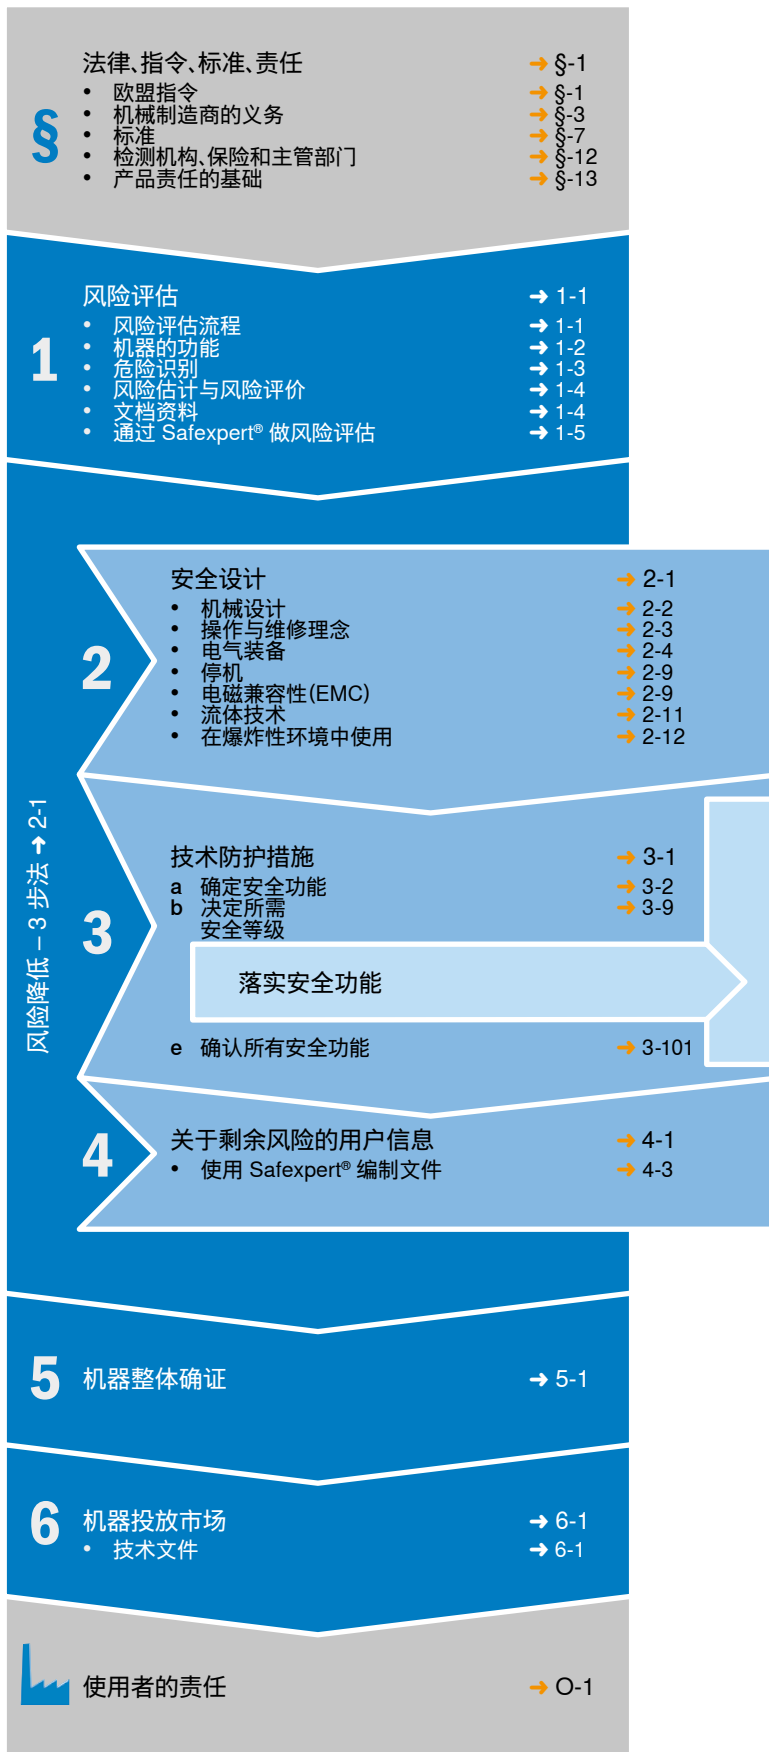 §
法律、指令、标准、责任 ➜ §-1
• 欧盟指令 ➜ §-1
• 机械制造商的义务 ➜ §-3
• 标准 ➜ §-7
• 检测机构、保险和主管部门 ➜ §-12
• 产品责任的基础 ➜ §-13
1
风险评估 ➜ 1-1
• 风险评估流程 ➜ 1-1
• 机器的功能 ➜ 1-2
• 危险识别 ➜ 1-3
• 风险估计与风险评价 ➜ 1-4
• 文档资料 ➜ 1-4
• 通过 Safexpert® 做风险评估 ➜ 1-5
风险降低 – 3 步法 ➜ 2-1
2
安全设计 ➜ 2-1
• 机械设计 ➜ 2-2
• 操作与维修理念 ➜ 2-3
• 电气装备 ➜ 2-4
• 停机 ➜ 2-9
• 电磁兼容性(EMC) ➜ 2-9
• 流体技术 ➜ 2-11
• 在爆炸性环境中使用 ➜ 2-12
3
技术防护措施 ➜ 3-1
a 确定安全功能 ➜ 3-2
b 决定所需 ➜ 3-9
安全等级
落实安全功能
e 确认所有安全功能 ➜ 3-101
4
关于剩余风险的用户信息 ➜ 4-1
• 使用 Safexpert® 编制文件 ➜ 4-3
5
机器整体确证 ➜ 5-1
6
机器投放市场 ➜ 6-1
• 技术文件 ➜ 6-1
使用者的责任 ➜ O-1